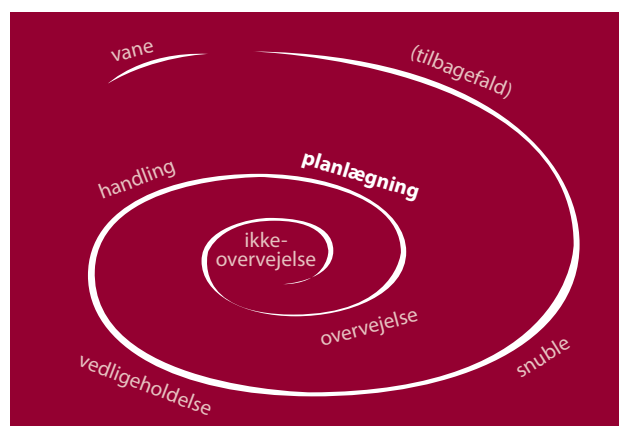 vane
(tilbagefald)
planlægning
handling
ikke-
overvejelse
overvejelse
snuble
vedligeholdelse